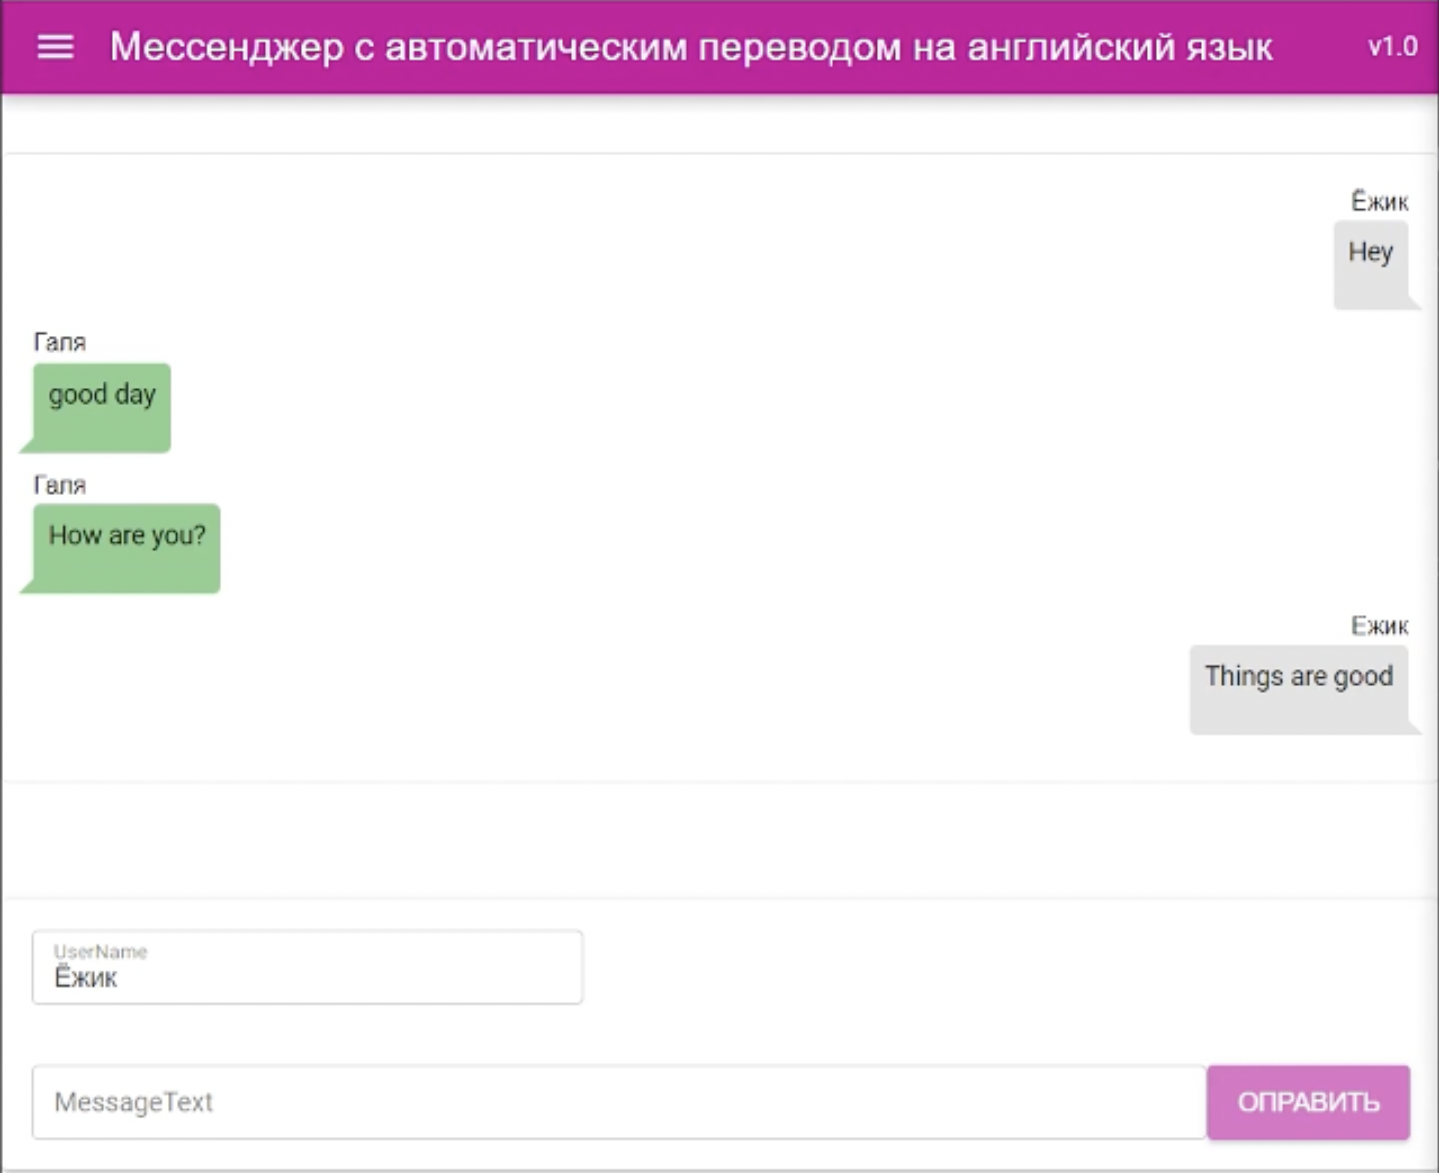 Мессенджер с автоматическим переводом на английский язык
v1.0
Ёжик
Hey
Галя
good day
Галя
How are you?
Ёжик
Things are good
UserName
Ёжик
MessageText
ОПРАВИТЬ